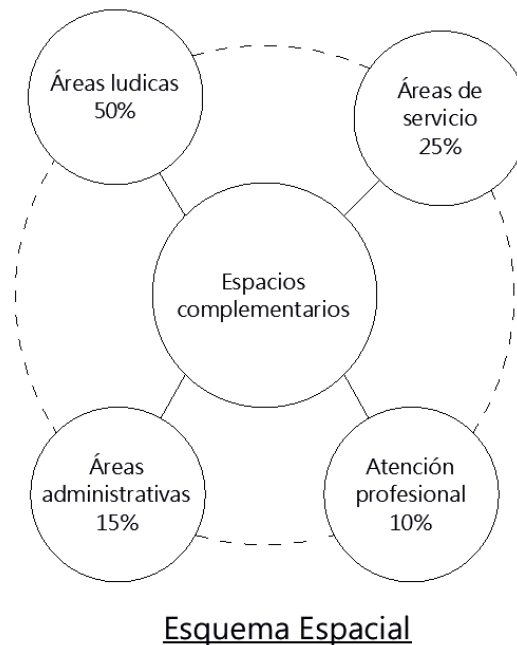 Áreas ludicas
50%
Áreas de
servicio
25%
Espacios
complementarios
Áreas
administrativas
15%
Atención
profesional
10%
Esquema Espacial